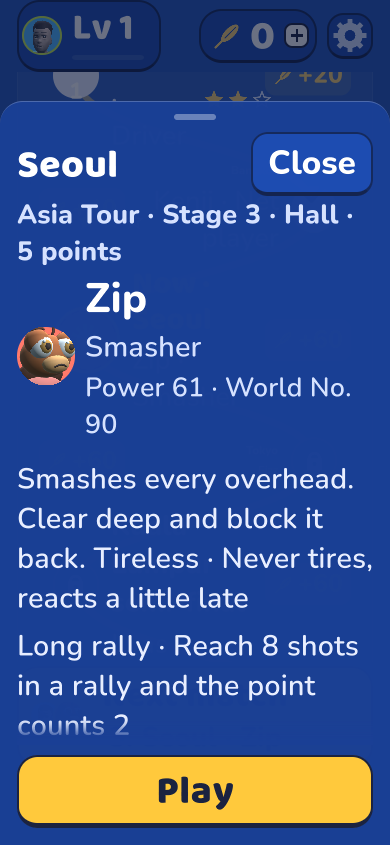 Lv 1
0
+20
Seoul
Close
Asia Tour · Stage 3 · Hall ·
5 points
Zip
Smasher
Power 61 · World No.
90
Smashes every overhead.
Clear deep and block it
back. Tireless · Never tires,
reacts a little late
Long rally · Reach 8 shots
in a rally and the point
counts 2
Play